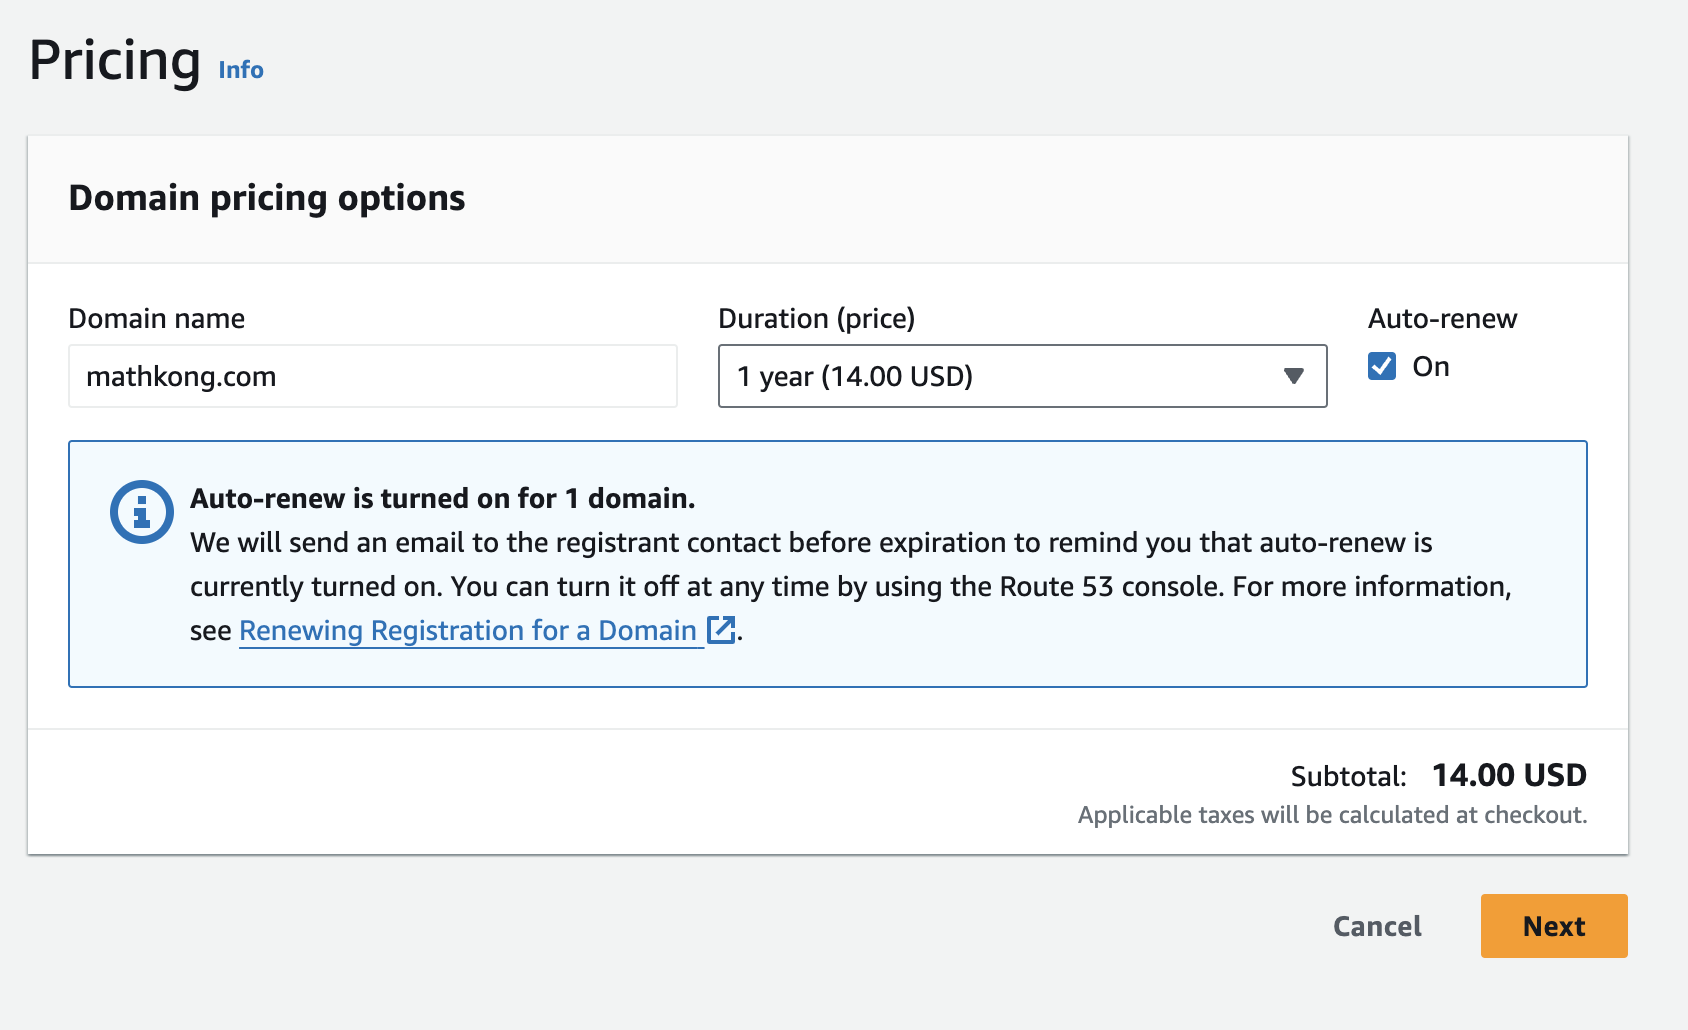 Pricing Info
Domain pricing options
Domain name
mathkong.com
Duration (price)
1 year (14.00 USD)
Auto-renew
On
Auto-renew is turned on for 1 domain.
We will send an email to the registrant contact before expiration to remind you that auto-renew is
currently turned on. You can turn it off at any time by using the Route 53 console. For more information,
see Renewing Registration for a Domain.
Subtotal: 14.00 USD
Applicable taxes will be calculated at checkout.
Cancel
Next